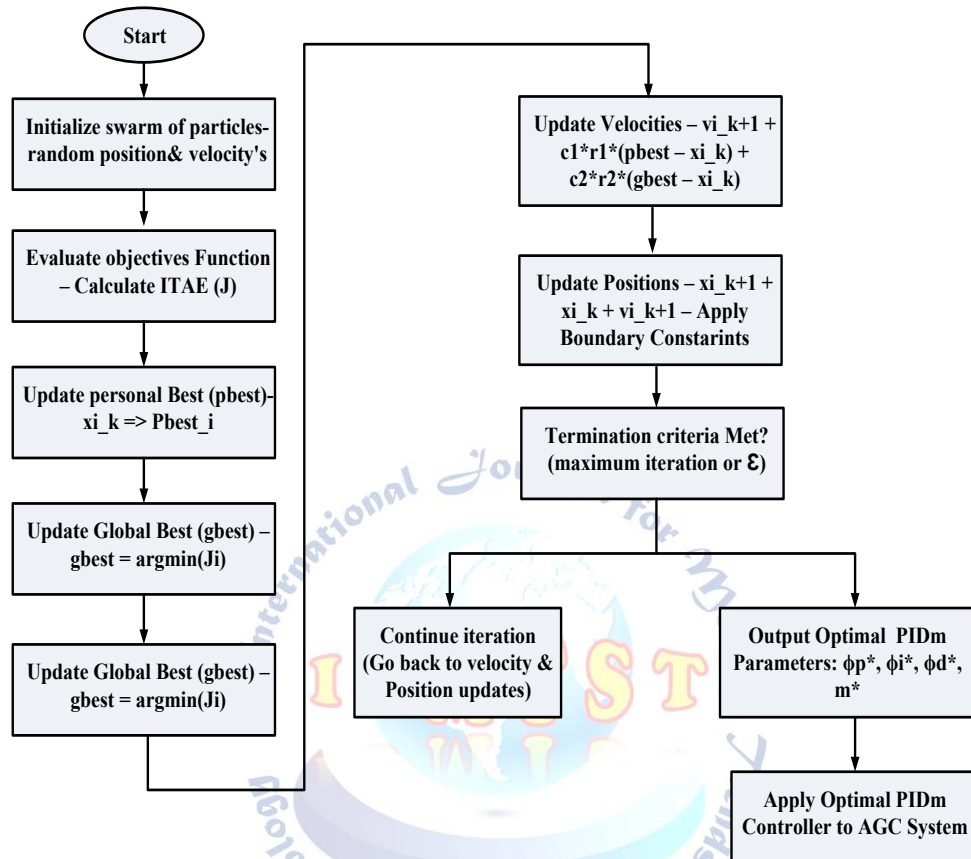 Start
Initialize swarm of particles-
random position& velocity's
Evaluate objectives Function
– Calculate ITAE (J)
Update personal Best (pbest)-
xi_k => Pbest_i
Update Global Best (gbest) –
gbest = argmin(Ji)
Update Global Best (gbest) –
gbest = argmin(Ji)
Update Velocities – vi_k+1 +
c1*r1*(pbest – xi_k) +
c2*r2*(gbest – xi_k)
Update Positions – xi_k+1 +
xi_k + vi_k+1 – Apply
Boundary Constarints
Termination criteria Met?
(maximum iteration or Ɛ)
Continue iteration
(Go back to velocity &
Position updates)
Output Optimal PIDm
Parameters: ϕp*, ϕi*, ϕd*,
m*
Apply Optimal PIDm
Controller to AGC System
International Jou for M